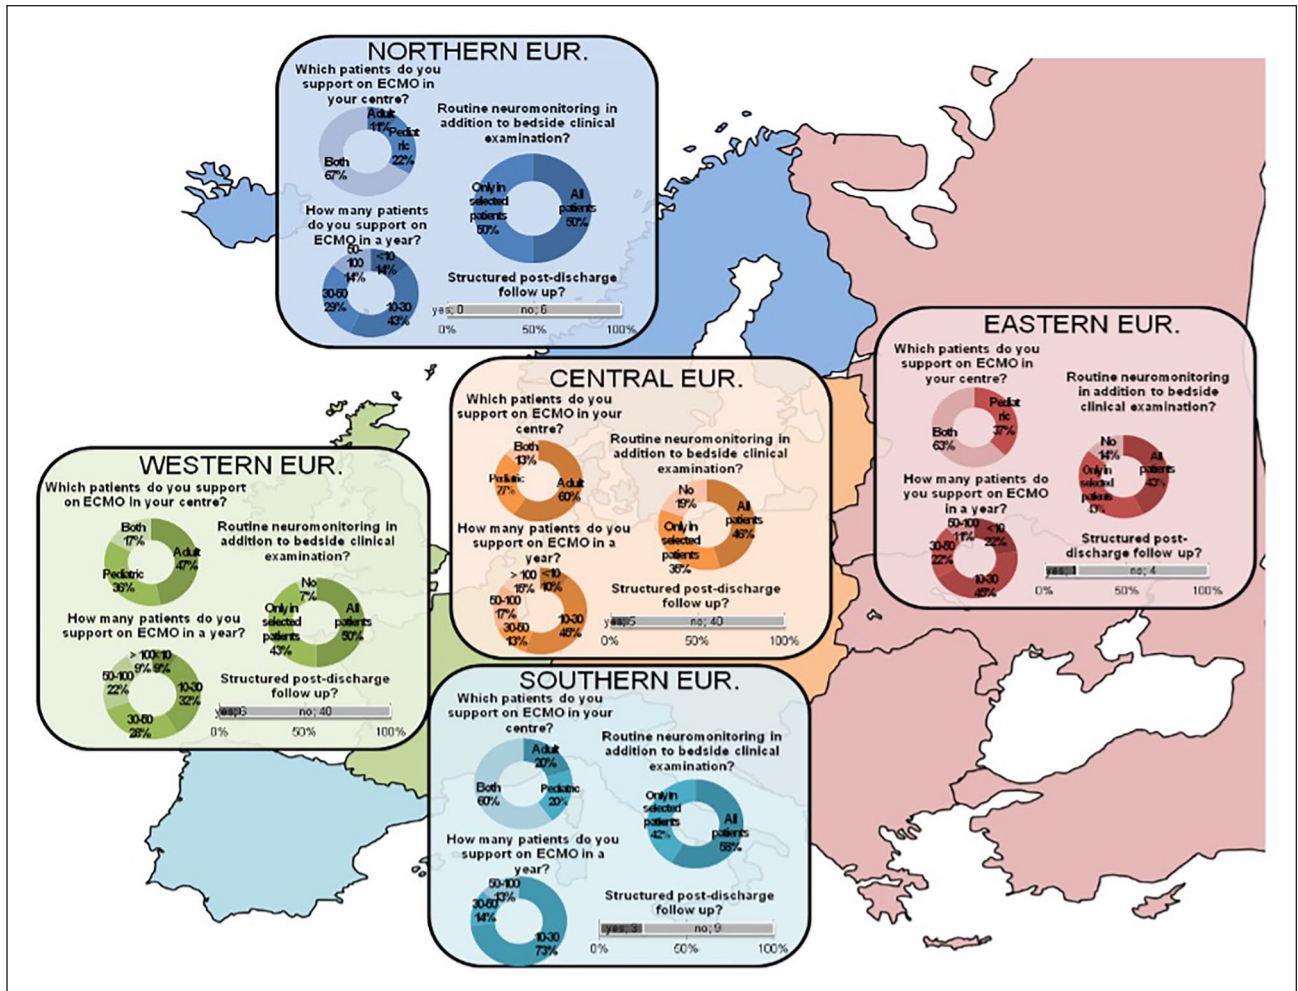 NORTHERN EUR.
Which patients do you
support on ECMO in
your centre?
Adult
11%
Pediat
ric
22%
Both
67%
Routine neuromonitoring in
addition to bedside clinical
examination?
Only in
selected
patients
50%
All
patients
50%
How many patients
do you support on
ECMO in a year?
50-
100
14%
<10
14%
30-50
29%
10-30
43%
Structured post-discharge
follow up?
yes; 0
no; 6
0%
50%
100%
EASTERN EUR.
Which patients do you
support on ECMO in
your centre?
Pediat
ric
37%
Both
63%
Routine neuromonitoring
in addition to bedside
clinical examination?
No
14%
All
patients
43%
Only in
selected
patients
43%
How many patients do
you support on ECMO
in a year?
50-100
11%
<10
22%
30-50
22%
10-30
45%
Structured post-
discharge follow up?
yes; 1
no; 4
0%
50%
100%
CENTRAL EUR.
Which patients do you
support on ECMO in your
centre?
Both
13%
Pediatric
27%
Adult
60%
Routine neuromonitoring in
addition to bedside clinical
examination?
No
19%
All
patients
46%
Only in
selected
patients
35%
How many patients do you
support on ECMO in a
year?
> 100
15%
<10
10%
50-100
17%
30-50
13%
10-30
45%
Structured post-discharge
follow up?
no; 40
0%
50%
100%
WESTERN EUR.
Which patients do you support
on ECMO in your centre?
Both
17%
Adult
47%
Pediatric
36%
Routine neuromonitoring in
addition to bedside clinical
examination?
No
7%
Only in
selected
patients
43%
All
patients
50%
How many patients do you
support on ECMO in a year?
> 100
9%
<10
9%
50-100
22%
10-30
32%
30-50
28%
Structured post-discharge
follow up?
no; 40
0%
50%
100%
SOUTHERN EUR.
Which patients do you
support on ECMO in your
centre?
Adult
20%
Both
60%
Pediatric
20%
Routine neuromonitoring in
addition to bedside clinical
examination?
Only in
selected
patients
42%
All
patients
58%
How many patients do you
support on ECMO in a
year?
50-100
13%
30-50
14%
10-30
73%
Structured post-discharge
follow up?
yes; 3
no; 9
0%
50%
100%